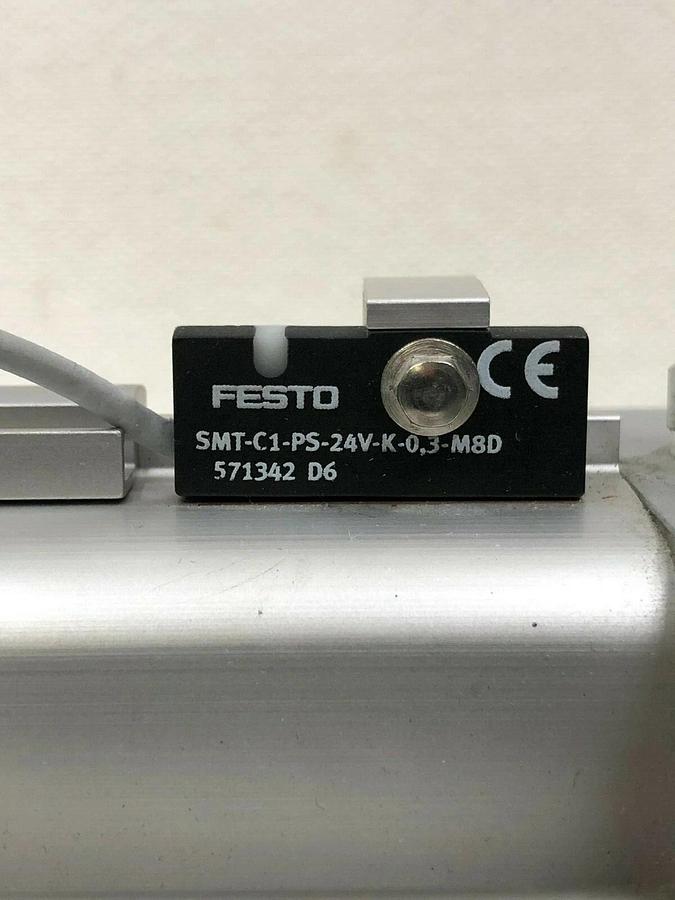 FESTO
CE
SMT-C1-PS-24V-K-0,3-M8D
571342 D6